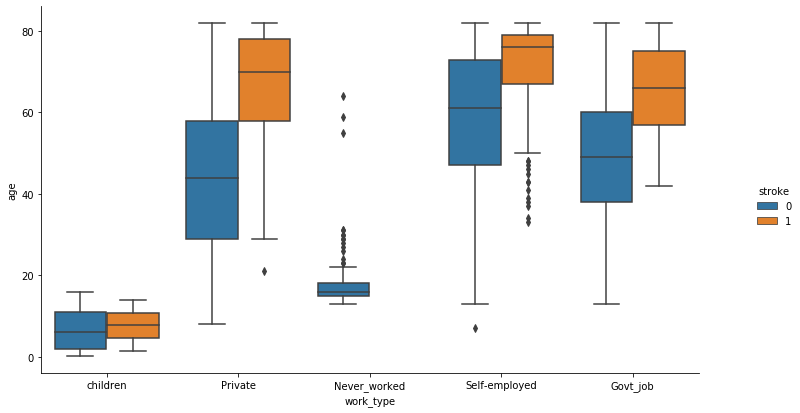 80
60
40
20
0
age
children Private Never_worked Self-employed Govt_job
work_type
stroke
0
1